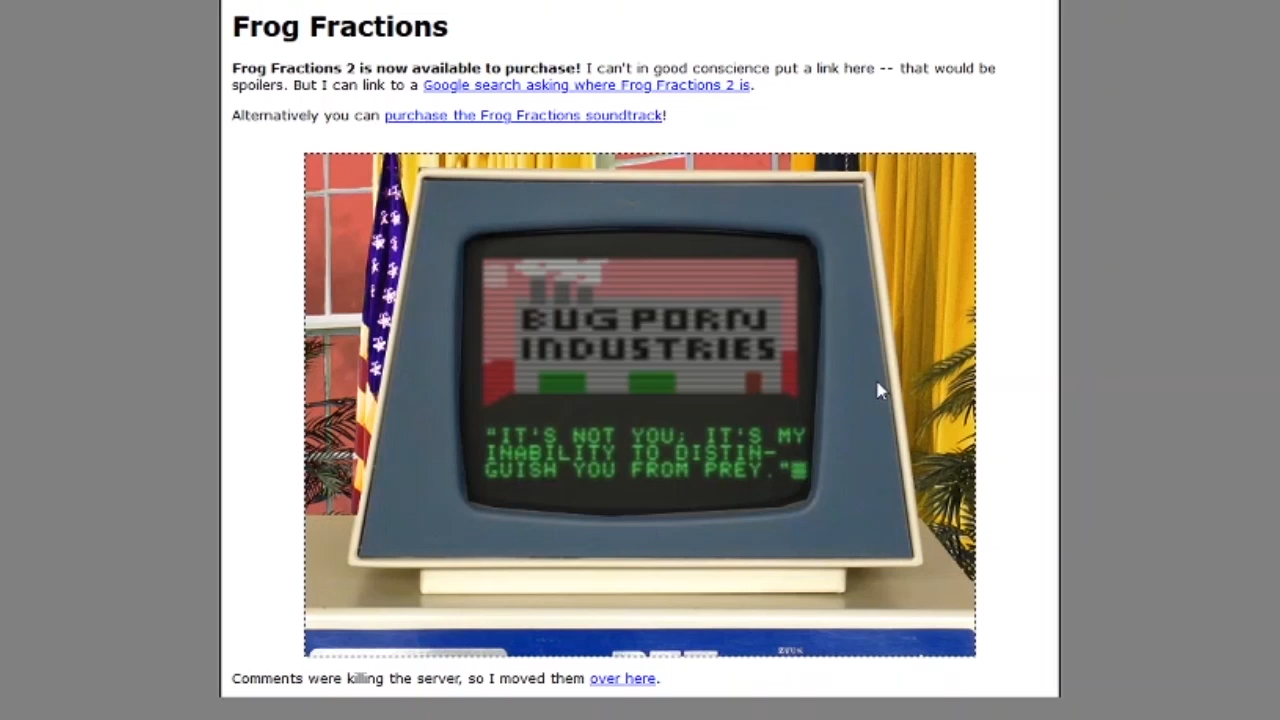 Frog Fractions
Frog Fractions 2 is now available to purchase! I can't in good conscience put a link here -- that would be
spoilers. But I can link to a Google search asking where Frog Fractions 2 is.
Alternatively you can purchase the Frog Fractions soundtrack!
BUG PORN
INDUSTRIES
"IT'S NOT YOU; IT'S MY
INABILITY TO DISTIN-
GUISH YOU FROM PREY."
Comments were killing the server, so I moved them over here.